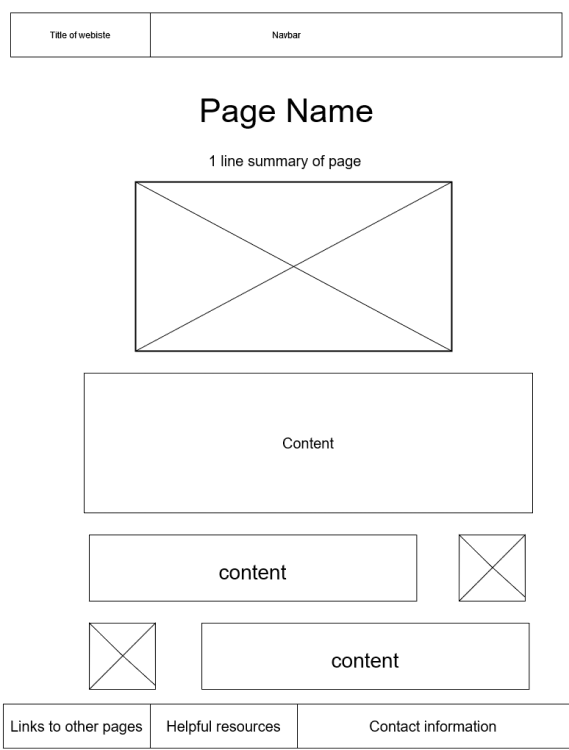 Title of webiste
Navbar
Page Name
1 line summary of page
Content
content
content
Links to other pages
Helpful resources
Contact information